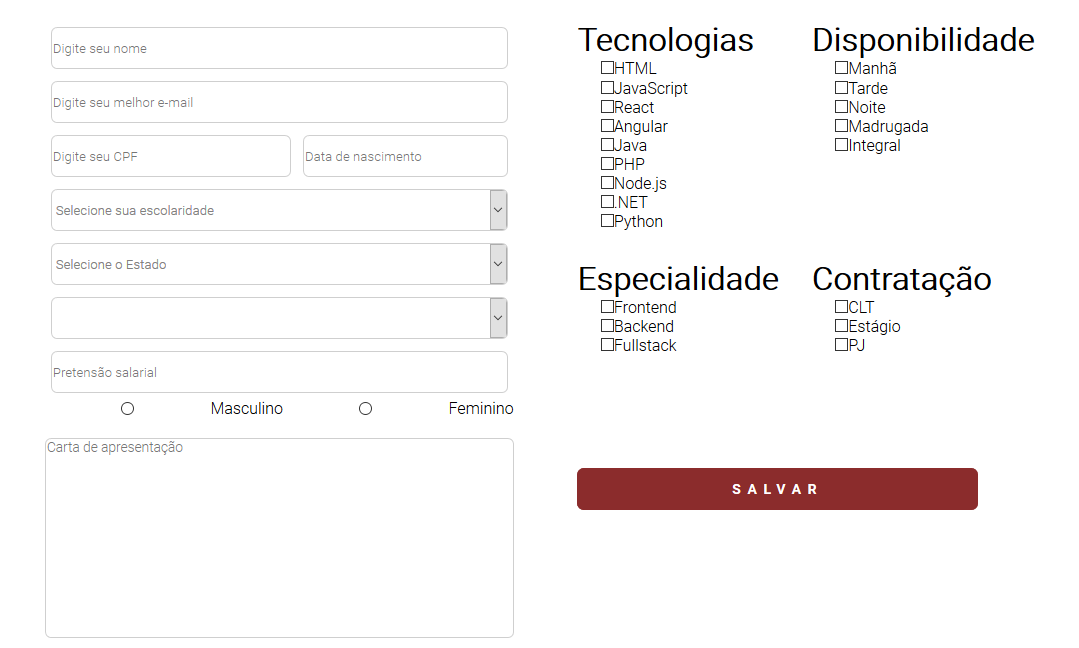 Digite seu nome
Digite seu melhor e-mail
Digite seu CPF
Data de nascimento
Selecione sua escolaridade
Selecione o Estado
Pretensão salarial
Masculino
Feminino
Carta de apresentação
Tecnologias
HTML
JavaScript
React
Angular
Java
PHP
Node.js
.NET
Python
Disponibilidade
Manhã
Tarde
Noite
Madrugada
Integral
Especialidade
Frontend
Backend
Fullstack
Contratação
CLT
Estágio
PJ
SALVAR